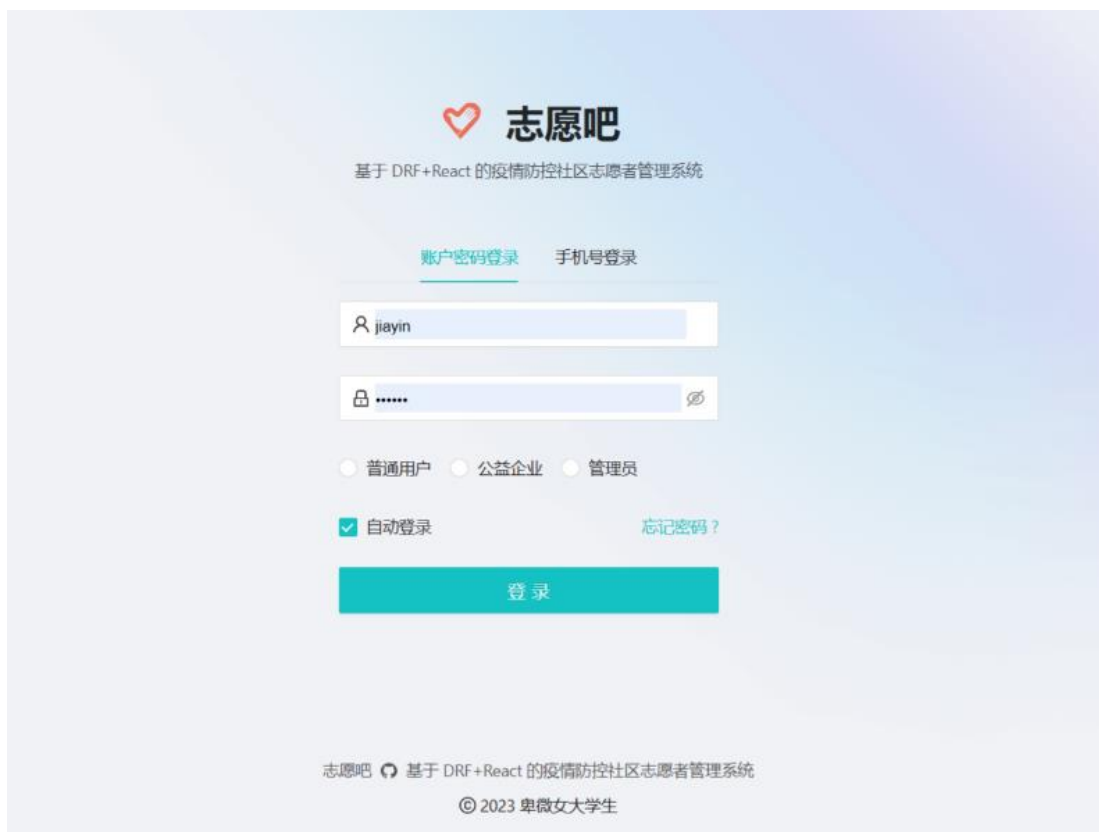 志愿吧
基于 DRF+React 的疫情防控社区志愿者管理系统
账户密码登录 手机号登录
jiayin
••••••
普通用户 公益企业 管理员
自动登录 忘记密码 ?
登 录
志愿吧 基于 DRF+React 的疫情防控社区志愿者管理系统
© 2023 卑微女大学生